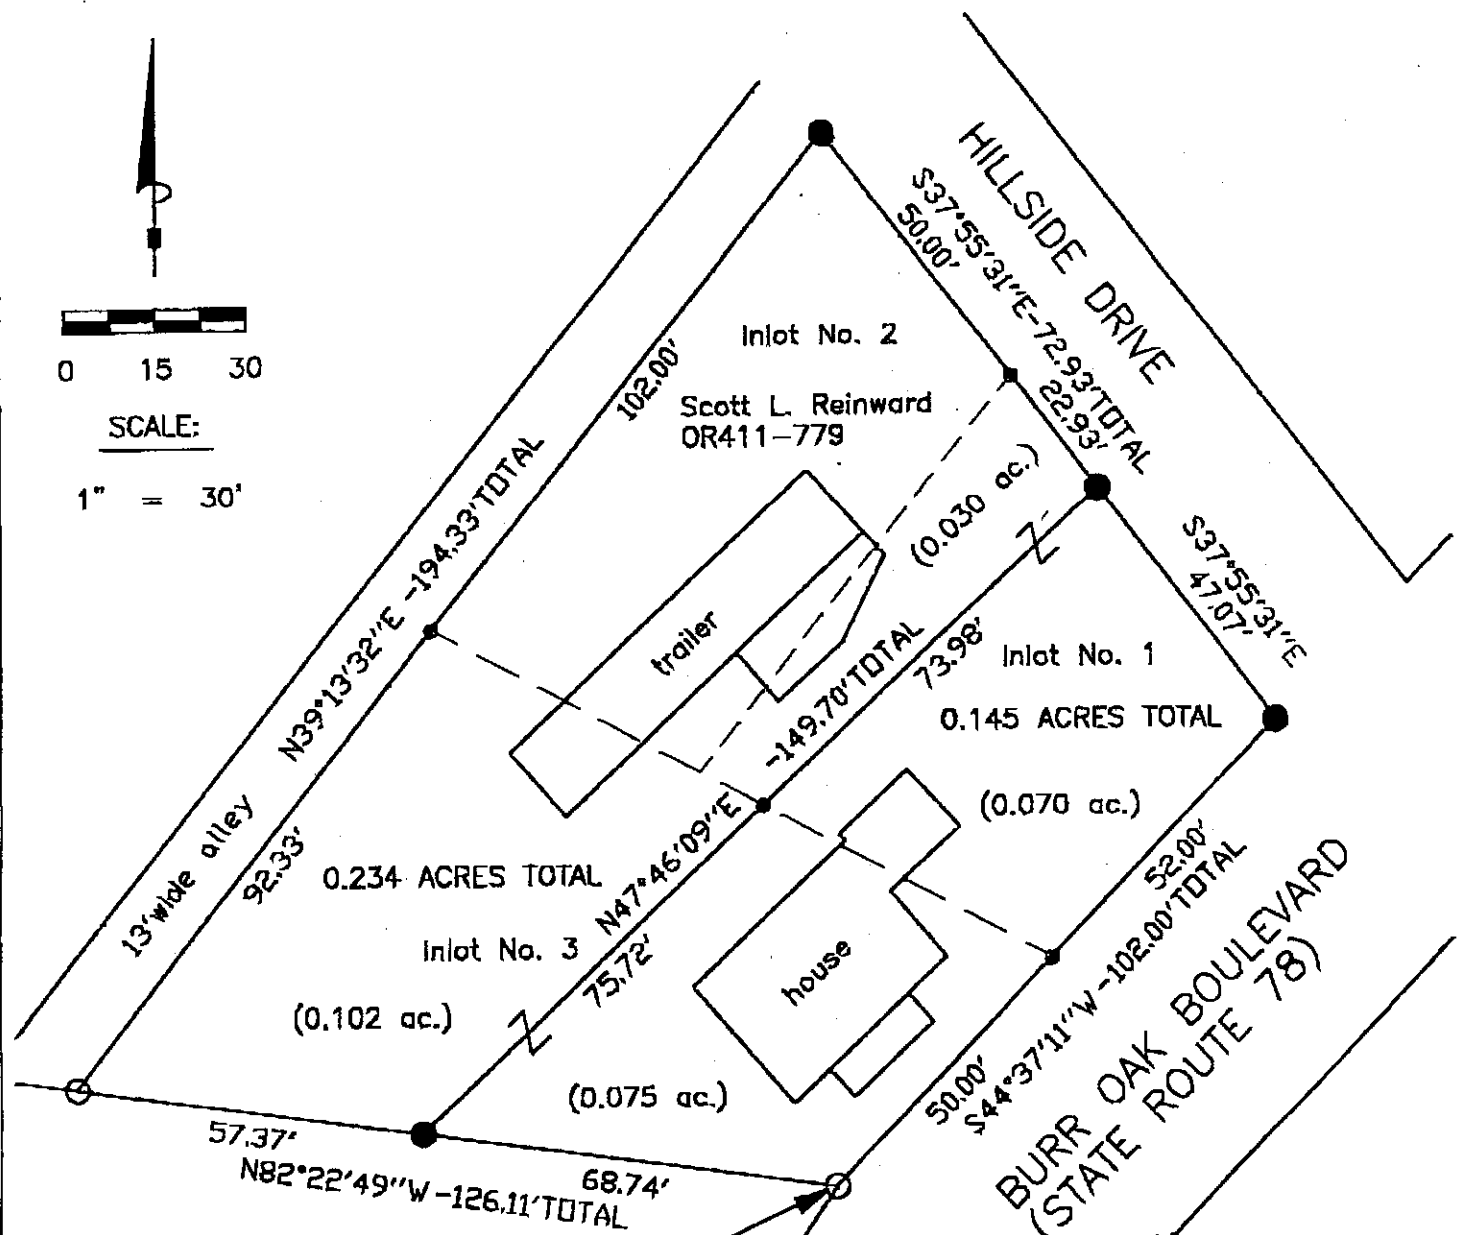 0 15 30
SCALE:
1" = 30'
HILLSIDE DRIVE
S37°55'31"E-72.93'TOTAL
50.00'
22.93'
Inlot No. 2
Scott L. Reinward
OR411-779
102.00'
(0.030 ac.)
N39°13'32"E -194.33'TOTAL
S37°55'31"E
47.07'
trailer
73.98'
Inlot No. 1
0.145 ACRES TOTAL
N47°46'09"E -149.70'TOTAL
(0.070 ac.)
13'wide alley
92.33'
0.234 ACRES TOTAL
52.00'
Inlot No. 3
75.72'
house
(0.102 ac.)
S44°37'11"W -102.00'TOTAL
50.00'
(0.075 ac.)
BURR OAK BOULEVARD
(STATE ROUTE 78)
57.37'
68.74'
N82°22'49"W -126.11'TOTAL